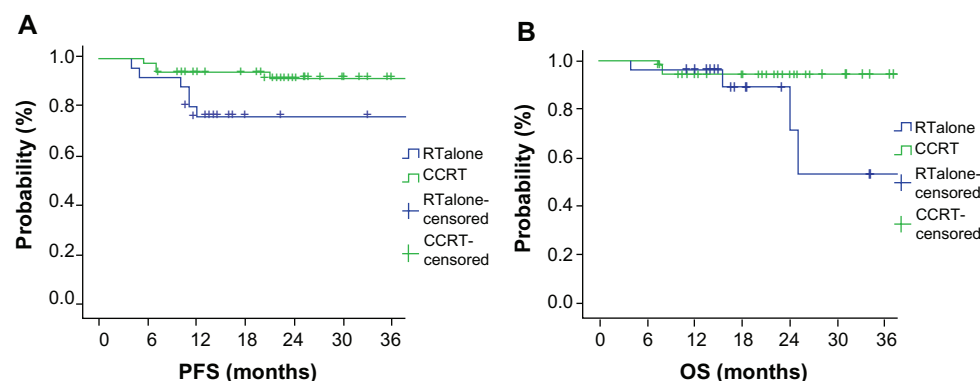 A
Probability (%)
1.0
0.8
0.6
0.4
0.2
0.0
0 6 12 18 24 30 36
PFS (months)
RTalone
CCRT
RTalone-
censored
CCRT-
censored
B
Probability (%)
1.0
0.8
0.6
0.4
0.2
0.0
0 6 12 18 24 30 36
OS (months)
RTalone
CCRT
RTalone-
censored
CCRT-
censored